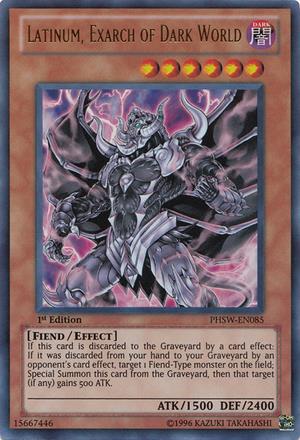 LATINUM, EXARCH OF DARK WORLD
DARK
闇
1st Edition
PHSW-EN085
[FIEND / EFFECT]
If this card is discarded to the Graveyard by a card effect:
If it was discarded from your hand to your Graveyard by an
opponent's card effect, target 1 Fiend-Type monster on the field;
Special Summon this card from the Graveyard, then that target
(if any) gains 500 ATK.
ATK/1500 DEF/2400
15667446
©1996 KAZUKI TAKAHASHI